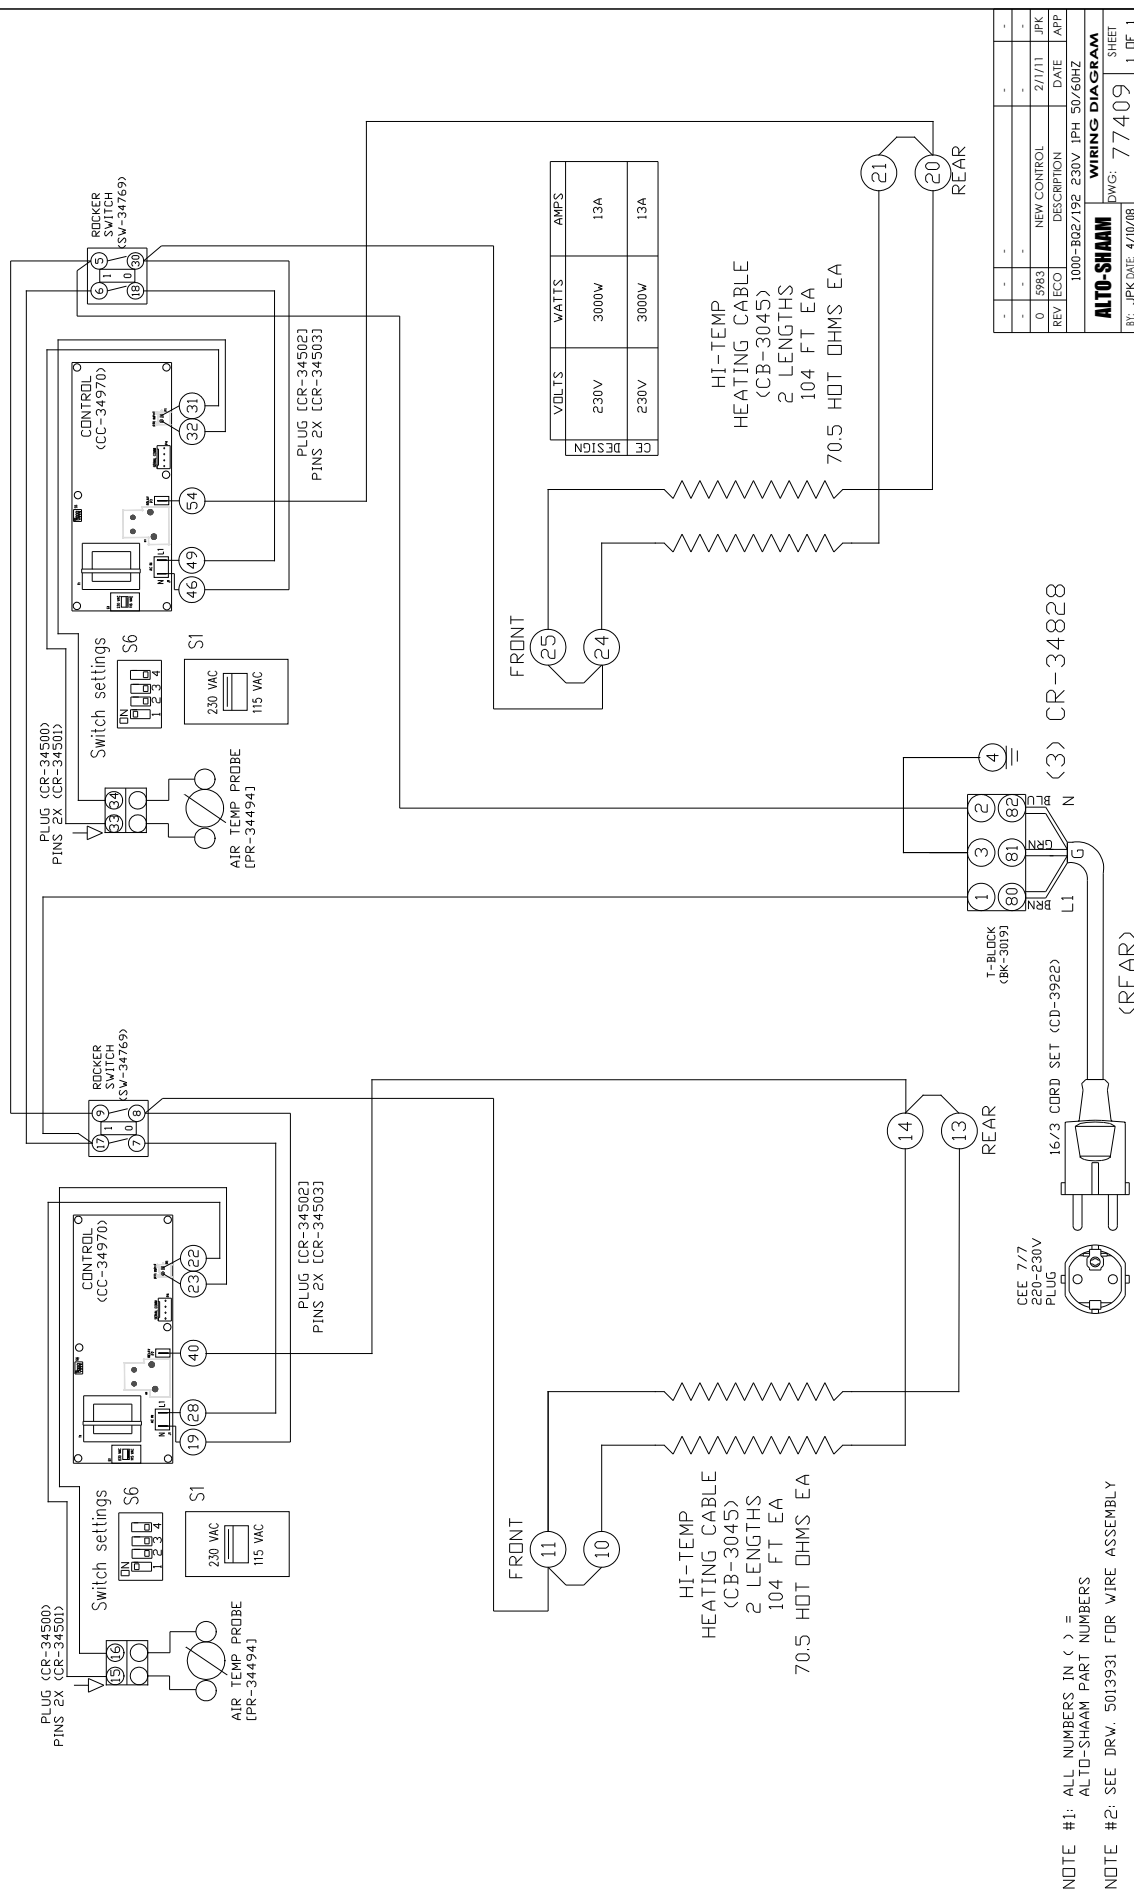 PLUG (CR-34500)
PINS 2X (CR-34501)
15
16
AIR TEMP PROBE
[PR-34494]
Switch settings
S6
ON
1 2 3 4
S1
230 VAC
115 VAC
CONTROL
(CC-34970)
N
L1
19
28
40
23
22
PLUG [CR-34502]
PINS 2X [CR-34503]
ROCKER
SWITCH
(SW-34769)
17
9
1
0
7
8
FRONT
11
10
HI-TEMP
HEATING CABLE
(CB-3045)
2 LENGTHS
104 FT EA
70.5 HOT OHMS EA
14
13
REAR
PLUG (CR-34500)
PINS 2X (CR-34501)
33
34
AIR TEMP PROBE
[PR-34494]
Switch settings
S6
ON
1 2 3 4
S1
230 VAC
115 VAC
CONTROL
(CC-34970)
N
L1
46
49
54
32
31
PLUG [CR-34502]
PINS 2X [CR-34503]
ROCKER
SWITCH
(SW-34769)
6
5
1
0
18
30
VOLTS WATTS AMPS
DESIGN 230V 3000W 13A
CE 230V 3000W 13A
FRONT
25
24
HI-TEMP
HEATING CABLE
(CB-3045)
2 LENGTHS
104 FT EA
70.5 HOT OHMS EA
21
20
REAR
T-BLOCK
(BK-3019)
1
3
2
80
81
82
BRN
GRN
BLU
L1
G
N
4
(3) CR-34828
16/3 CORD SET (CD-3922)
CEE 7/7
220-230V
PLUG
(REAR)
NOTE #1: ALL NUMBERS IN ( ) =
ALTO-SHAAM PART NUMBERS
NOTE #2: SEE DRW. 5013931 FOR WIRE ASSEMBLY
- - - - -
- - - - -
0 5983 NEW CONTROL 2/1/11 JPK
REV ECO DESCRIPTION DATE APP
1000-BQ2/192 230V 1PH 50/60HZ
ALTO-SHAAM
WIRING DIAGRAM
BY: JPK DATE: 4/10/08
DWG: 77409
SHEET
1 OF 1